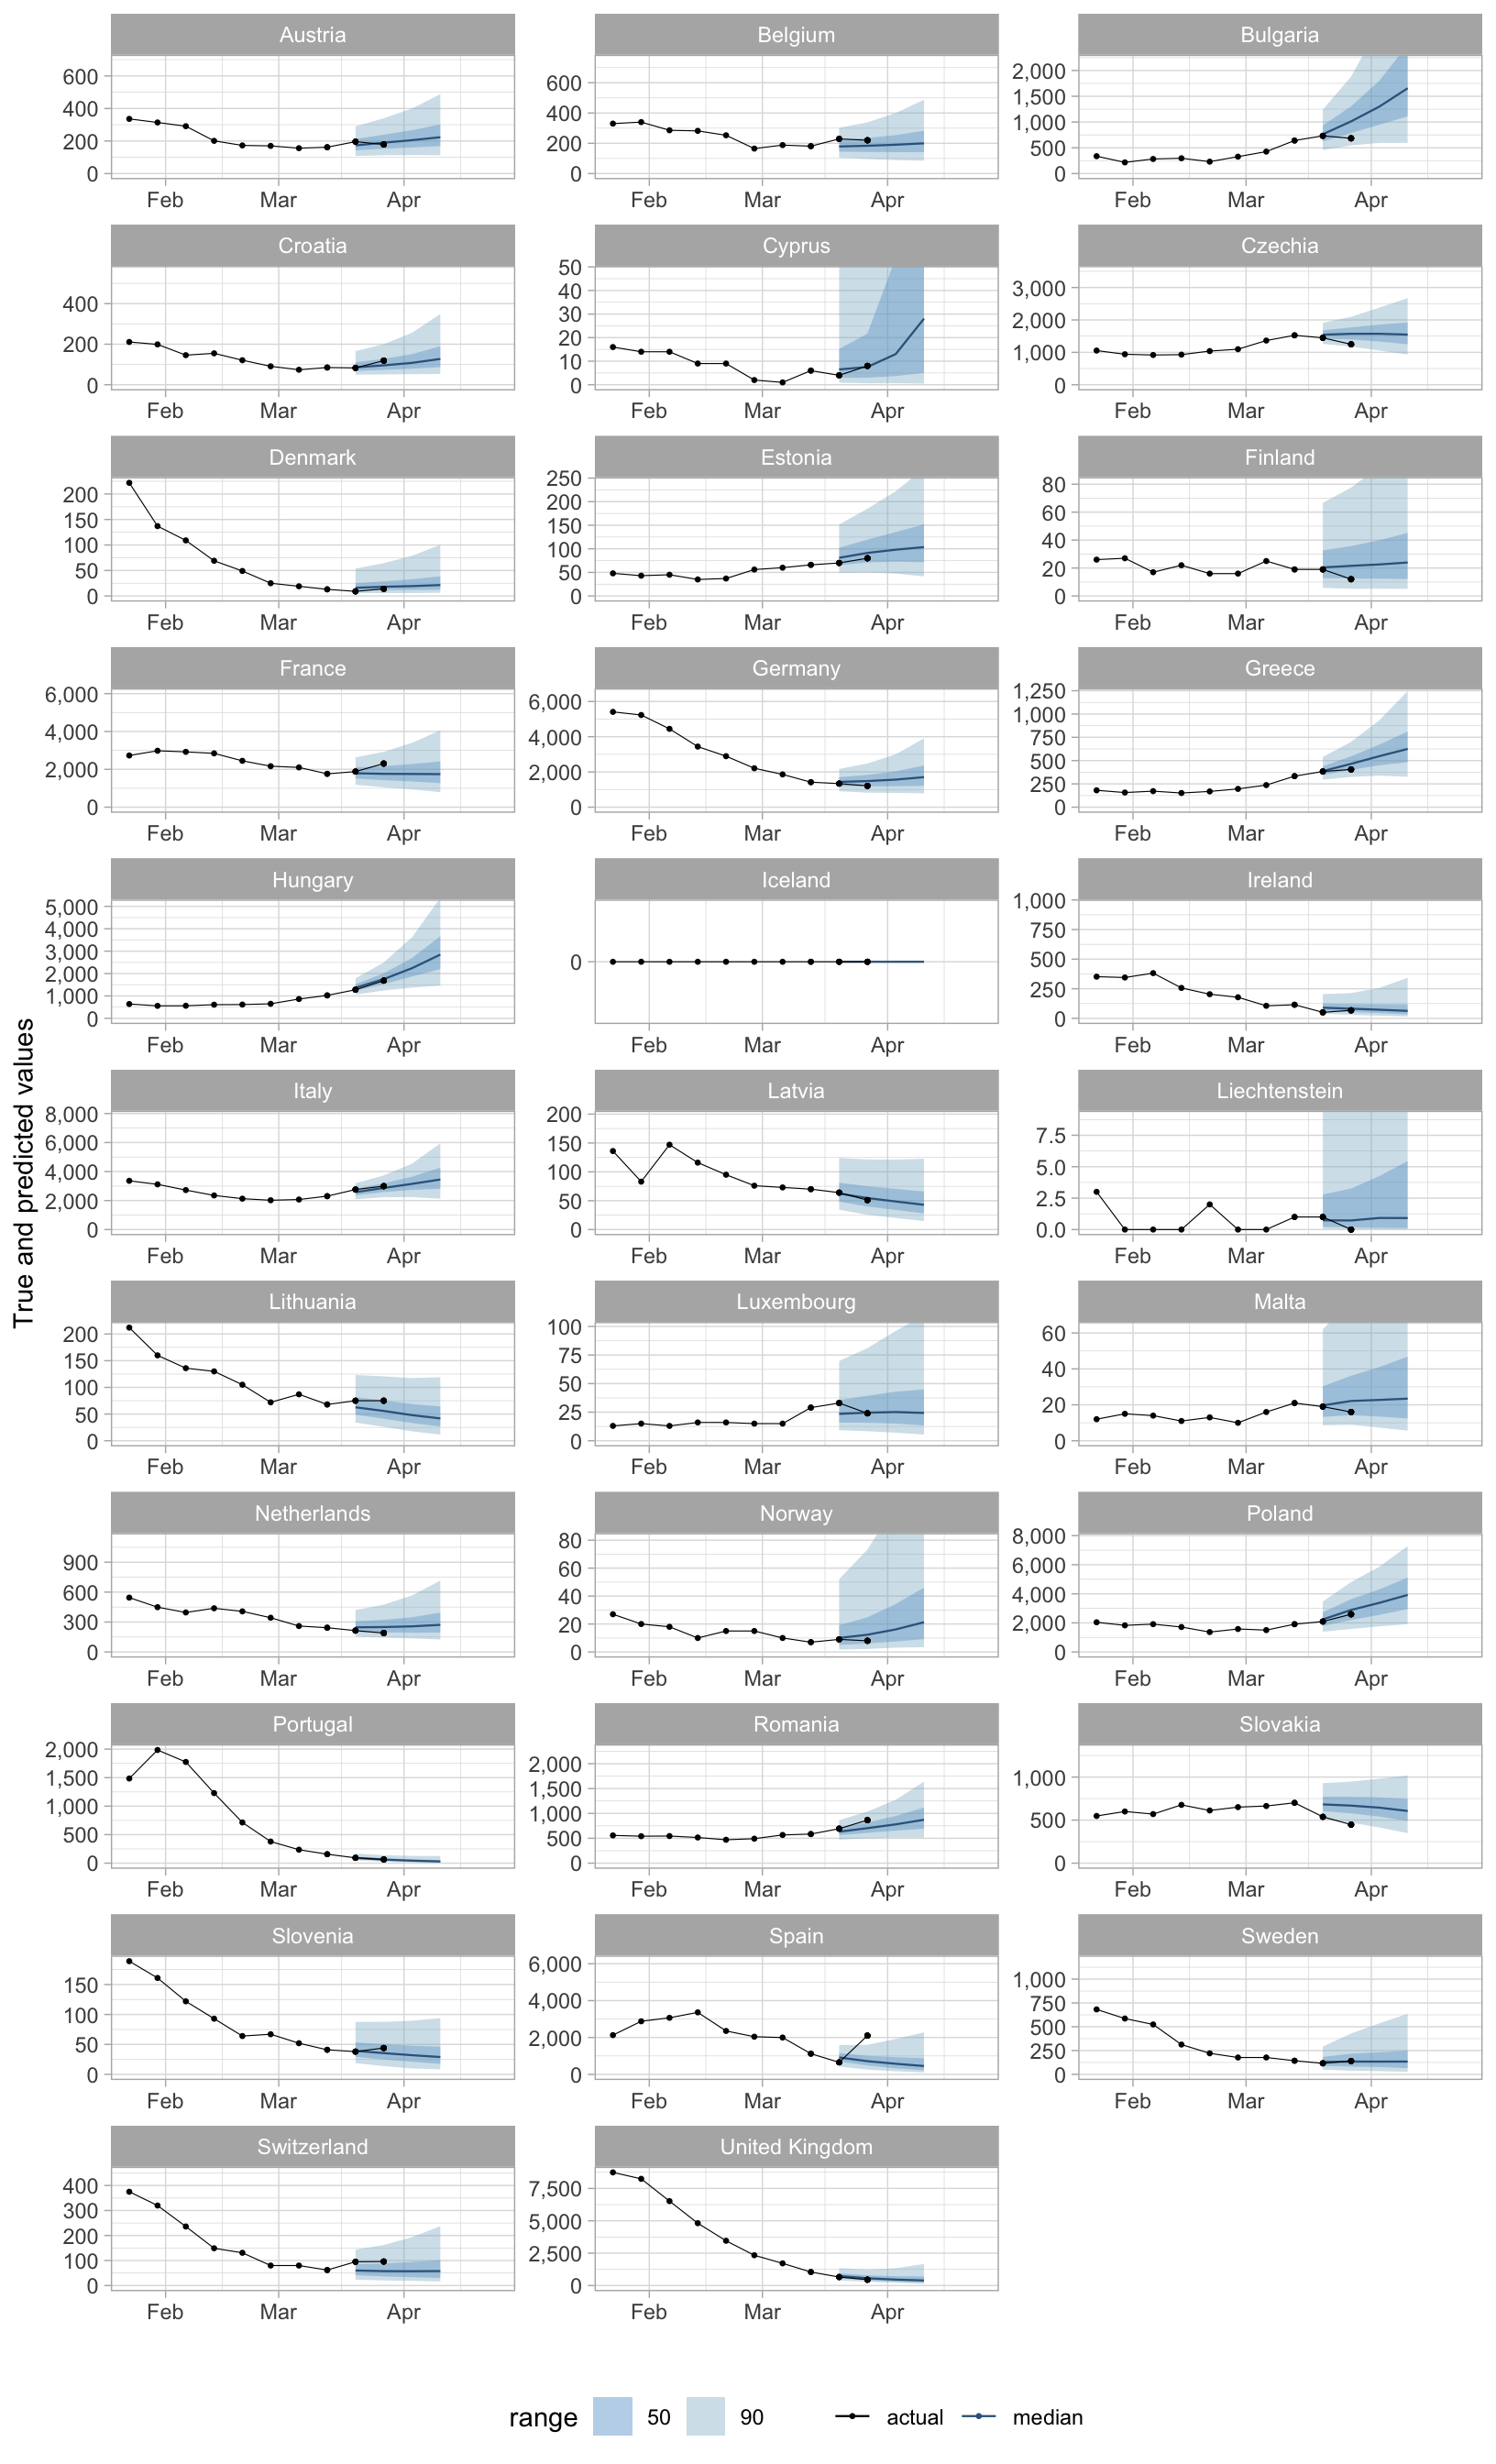 True and predicted values
Austria
600
400
200
0
Feb Mar Apr
Belgium
600
400
200
0
Feb Mar Apr
Bulgaria
2,000
1,500
1,000
500
0
Feb Mar Apr
Croatia
400
200
0
Feb Mar Apr
Cyprus
50
40
30
20
10
0
Feb Mar Apr
Czechia
3,000
2,000
1,000
0
Feb Mar Apr
Denmark
200
150
100
50
0
Feb Mar Apr
Estonia
250
200
150
100
50
0
Feb Mar Apr
Finland
80
60
40
20
0
Feb Mar Apr
France
6,000
4,000
2,000
0
Feb Mar Apr
Germany
6,000
4,000
2,000
0
Feb Mar Apr
Greece
1,250
1,000
750
500
250
0
Feb Mar Apr
Hungary
5,000
4,000
3,000
2,000
1,000
0
Feb Mar Apr
Iceland
0
Feb Mar Apr
Ireland
1,000
750
500
250
0
Feb Mar Apr
Italy
8,000
6,000
4,000
2,000
0
Feb Mar Apr
Latvia
200
150
100
50
0
Feb Mar Apr
Liechtenstein
7.5
5.0
2.5
0.0
Feb Mar Apr
Lithuania
200
150
100
50
0
Feb Mar Apr
Luxembourg
100
75
50
25
0
Feb Mar Apr
Malta
60
40
20
0
Feb Mar Apr
Netherlands
900
600
300
0
Feb Mar Apr
Norway
80
60
40
20
0
Feb Mar Apr
Poland
8,000
6,000
4,000
2,000
0
Feb Mar Apr
Portugal
2,000
1,500
1,000
500
0
Feb Mar Apr
Romania
2,000
1,500
1,000
500
0
Feb Mar Apr
Slovakia
1,000
500
0
Feb Mar Apr
Slovenia
150
100
50
0
Feb Mar Apr
Spain
6,000
4,000
2,000
0
Feb Mar Apr
Sweden
1,000
750
500
250
0
Feb Mar Apr
Switzerland
400
300
200
100
0
Feb Mar Apr
United Kingdom
7,500
5,000
2,500
0
Feb Mar Apr
range 50 90 actual median